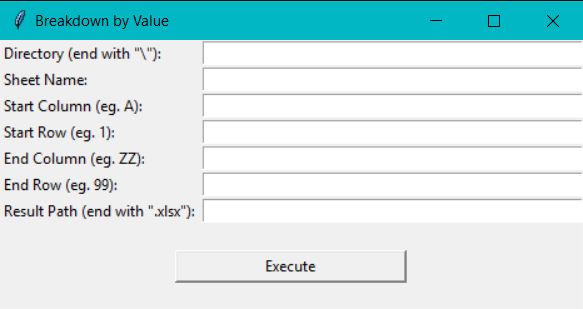 Breakdown by Value
Directory (end with "\"):
Sheet Name:
Start Column (eg. A):
Start Row (eg. 1):
End Column (eg. ZZ):
End Row (eg. 99):
Result Path (end with ".xlsx"):
Execute